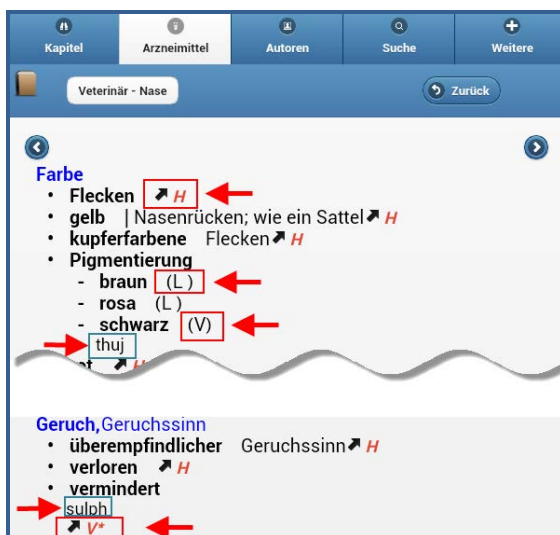 Kapitel Arzneimittel Autoren Suche Weitere
Veterinär - Nase Zurück
Farbe
• Flecken H
• gelb | Nasenrücken; wie ein Sattel H
• kupferfarbene Flecken H
• Pigmentierung
- braun (L )
- rosa (L )
- schwarz (V)
thuj
Geruch,Geruchssinn
• überempfindlicher Geruchssinn H
• verloren H
• vermindert
sulph
V*